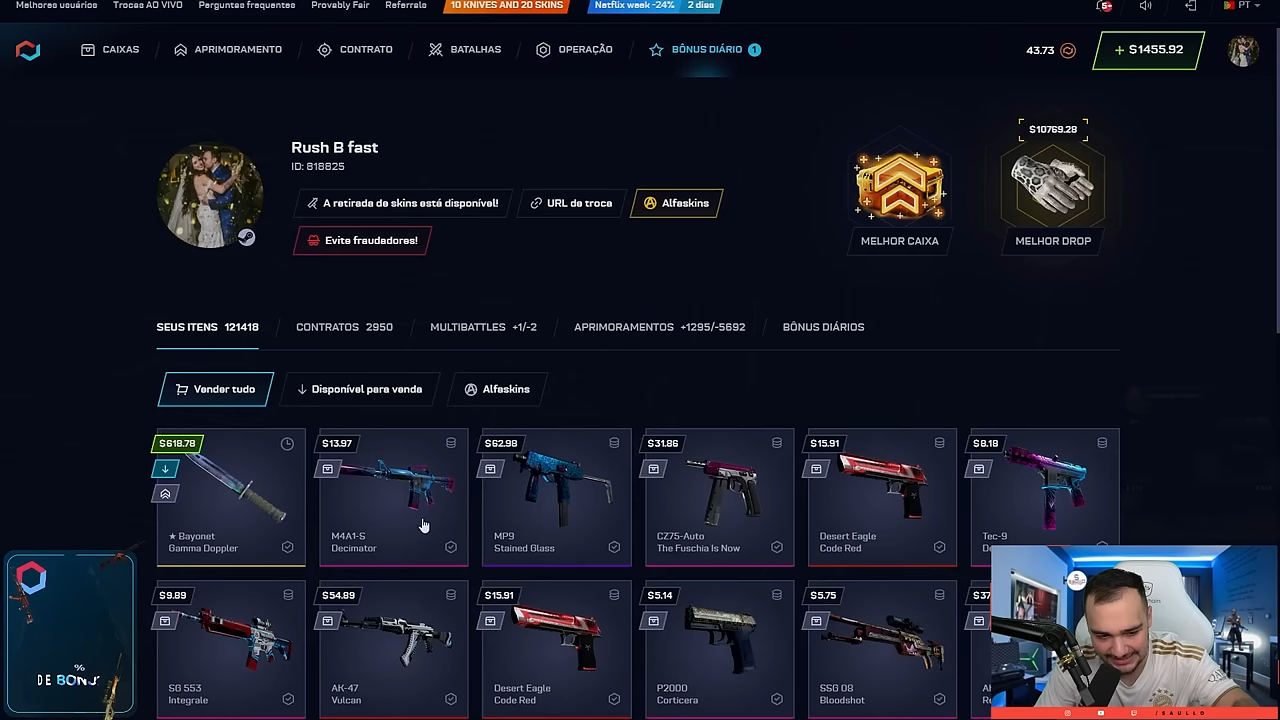 Melhores usuários Trocas AO VIVO Perguntas frequentes Provably Fair Referrals 10 KNIVES AND 20 SKINS Netflix week -24% 2 dias 5+ PT
CAIXAS APRIMORAMENTO CONTRATO BATALHAS OPERAÇÃO BÔNUS DIÁRIO 1 43.73 + $1455.92
$10769.28
Rush B fast
ID: 818825
A retirada de skins está disponível! URL de troca Alfaskins
Evite fraudadores!
MELHOR CAIXA MELHOR DROP
SEUS ITENS 121418 CONTRATOS 2950 MULTIBATTLES +1/-2 APRIMORAMENTOS +1295/-5692 BÔNUS DIÁRIOS
Vender tudo Disponível para venda Alfaskins
$618.78 $13.97 $62.98 $31.86 $15.91 $8.18
★ Bayonet M4A1-S MP9 CZ75-Auto Desert Eagle Tec-9
Gamma Doppler Decimator Stained Glass The Fuschia Is Now Code Red
$9.89 $54.89 $15.91 $5.14 $5.75
SG 553 AK-47 Desert Eagle P2000 SSG 08
Integrale Vulcan Code Red Corticera Bloodshot
%
DE BÔNUS
/SAULLO